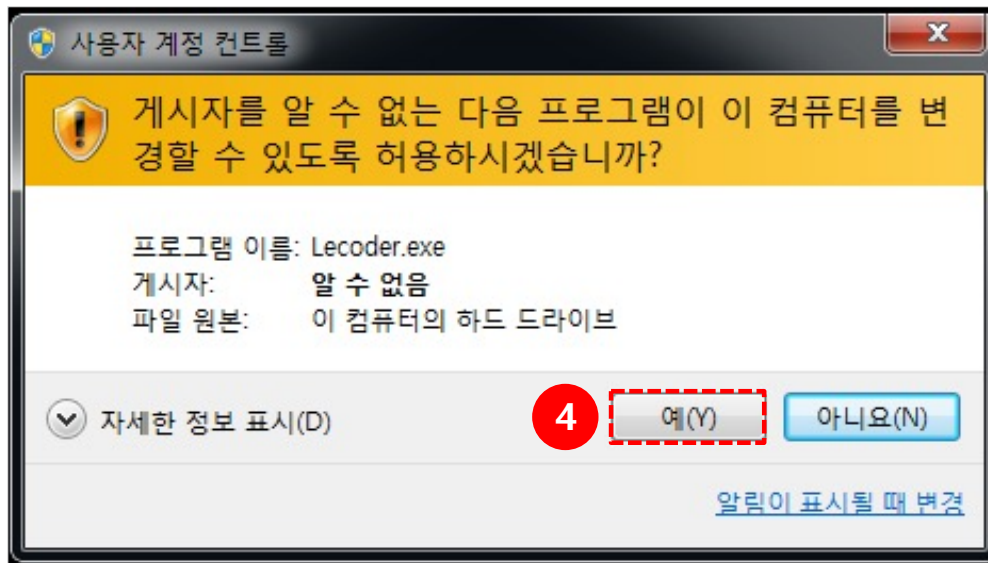 사용자 계정 컨트롤
x
게시자를 알 수 없는 다음 프로그램이 이 컴퓨터를 변
경할 수 있도록 허용하시겠습니까?
프로그램 이름: Lecoder.exe
게시자: 알 수 없음
파일 원본: 이 컴퓨터의 하드 드라이브
자세한 정보 표시(D)
4 예(Y) 아니요(N)
알림이 표시될 때 변경